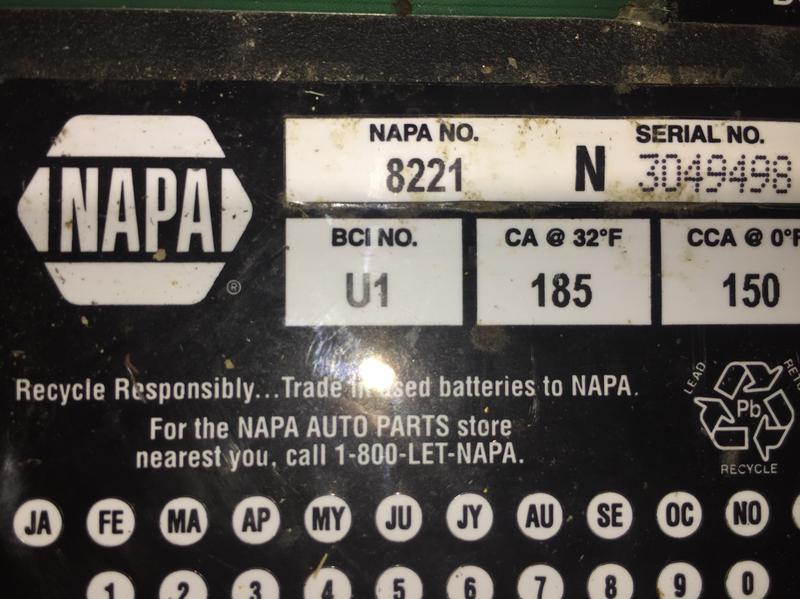 NAPA
®
NAPA NO. SERIAL NO.
8221 N 3049498
BCI NO. CA @ 32°F CCA @ 0°F
U1 185 150
Recycle Responsibly...Trade in used batteries to NAPA.
For the NAPA AUTO PARTS store
nearest you, call 1-800-LET-NAPA.
LEAD
Pb
RECYCLE
JA FE MA AP MY JU JY AU SE OC NO
1 2 3 4 5 6 7 8 9 0